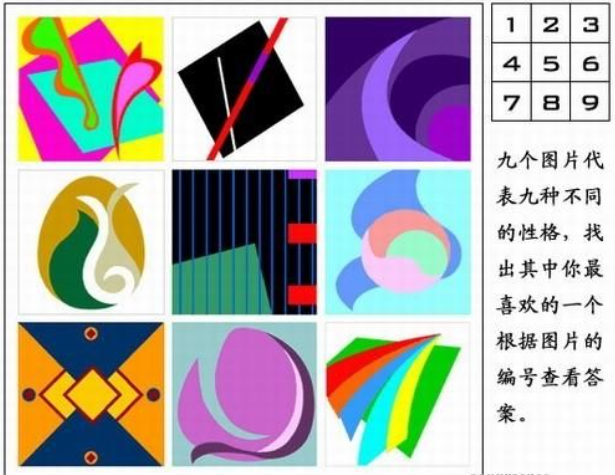 1 2 3
4 5 6
7 8 9
九个图片代
表九种不同
的性格，找
出其中你最
喜欢的一个
根据图片的
编号查看答
案。